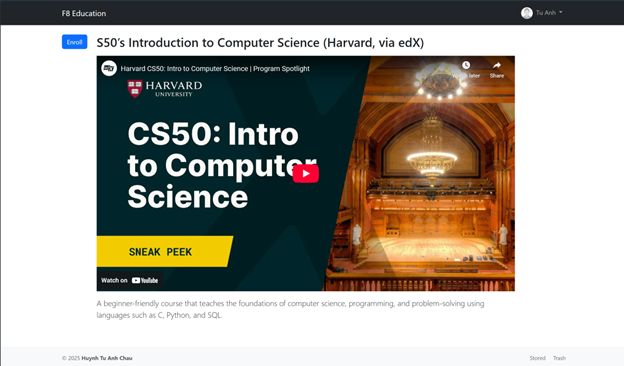 F8 Education
Tu Anh
Enroll
S50's Introduction to Computer Science (Harvard, via edX)
Harvard CS50: Intro to Computer Science | Program Spotlight
Watch later
Share
HARVARD
UNIVERSITY
CS50: Intro
to Computer
Science
SNEAK PEEK
Watch on YouTube
A beginner-friendly course that teaches the foundations of computer science, programming, and problem-solving using
languages such as C, Python, and SQL.
© 2025 Huynh Tu Anh Chau
Stored
Trash